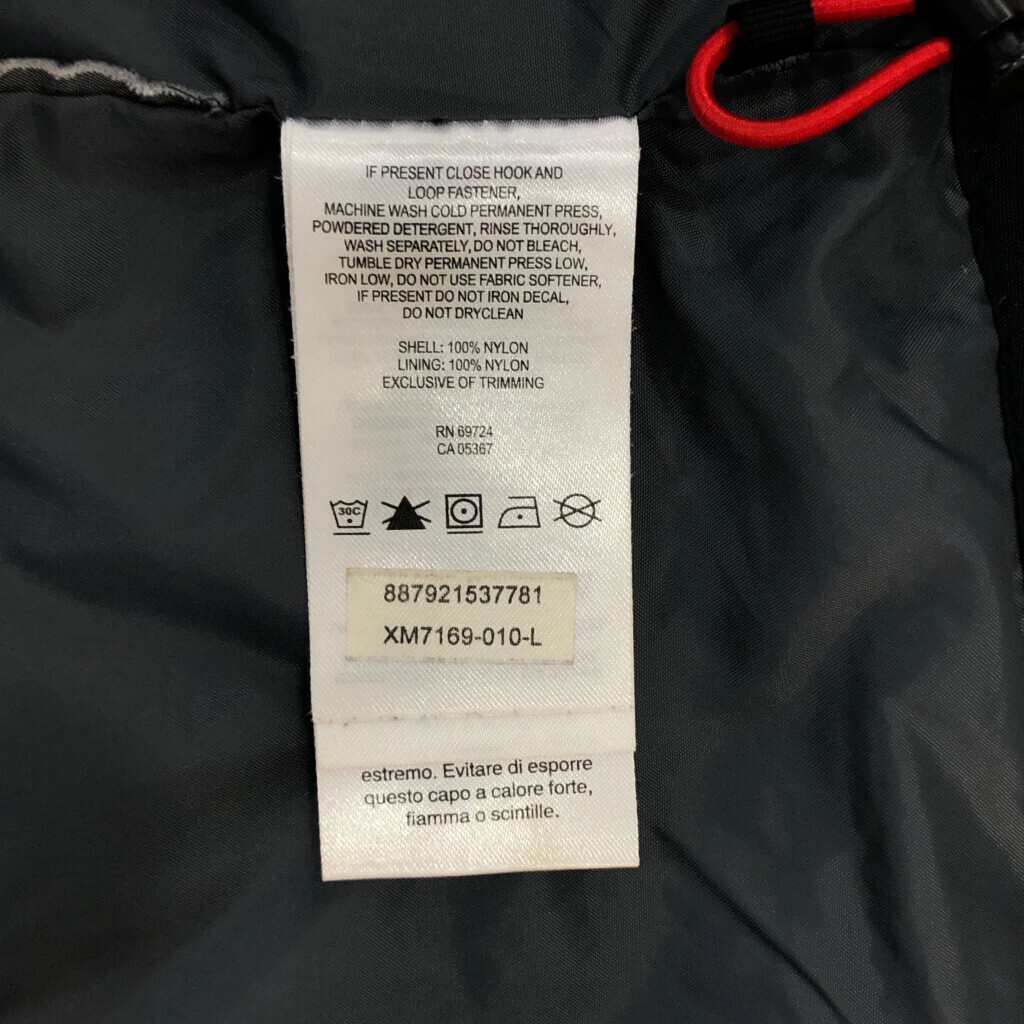 IF PRESENT CLOSE HOOK AND
LOOP FASTENER,
MACHINE WASH COLD PERMANENT PRESS,
POWDERED DETERGENT, RINSE THOROUGHLY,
WASH SEPARATELY, DO NOT BLEACH,
TUMBLE DRY PERMANENT PRESS LOW,
IRON LOW, DO NOT USE FABRIC SOFTENER,
IF PRESENT DO NOT IRON DECAL,
DO NOT DRYCLEAN
SHELL: 100% NYLON
LINING: 100% NYLON
EXCLUSIVE OF TRIMMING
RN 69724
CA 05367
30C
887921537781
XM7169-010-L
estremo. Evitare di esporre
questo capo a calore forte,
fiamma o scintille.